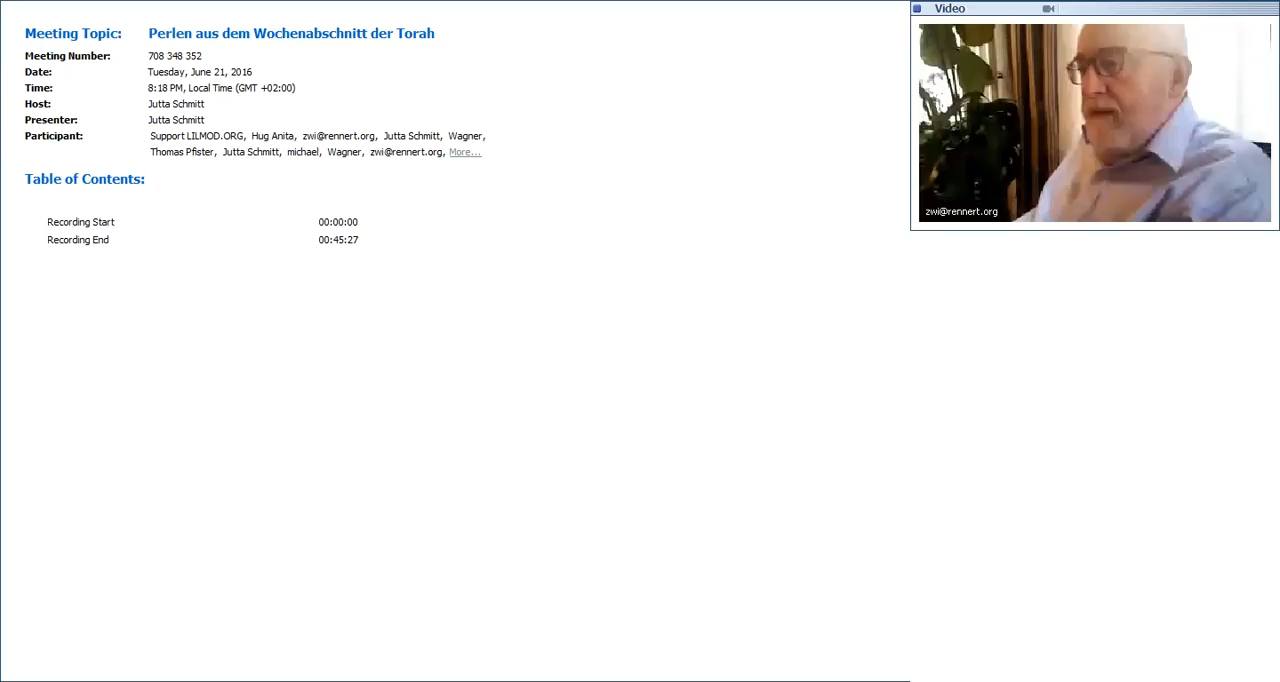 Meeting Topic: Perlen aus dem Wochenabschnitt der Torah
Meeting Number: 708 348 352
Date: Tuesday, June 21, 2016
Time: 8:18 PM, Local Time (GMT +02:00)
Host: Jutta Schmitt
Presenter: Jutta Schmitt
Participant: Support LILMOD.ORG, Hug Anita, zwi@rennert.org, Jutta Schmitt, Wagner,
Thomas Pfister, Jutta Schmitt, michael, Wagner, zwi@rennert.org, More...
Table of Contents:
Recording Start 00:00:00
Recording End 00:45:27
Video
zwi@rennert.org